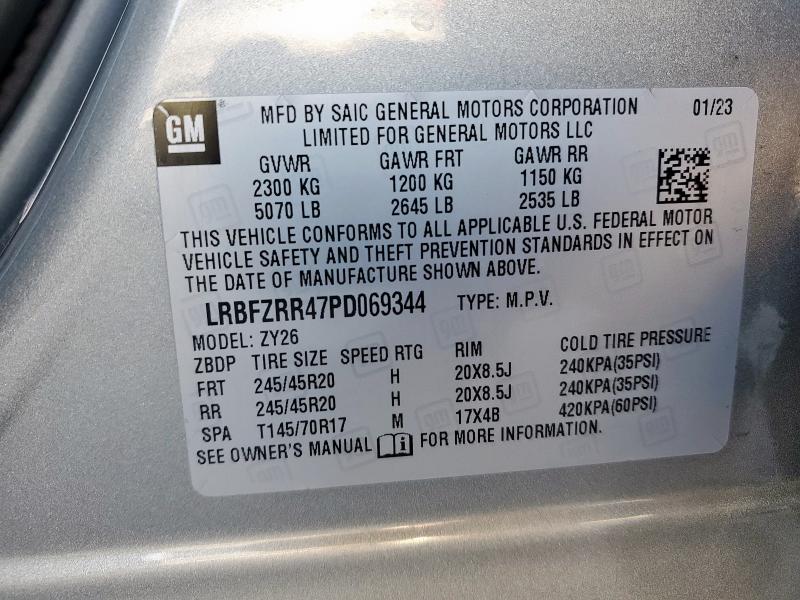 GM
MFD BY SAIC GENERAL MOTORS CORPORATION 01/23
LIMITED FOR GENERAL MOTORS LLC
GVWR GAWR FRT GAWR RR
2300 KG 1200 KG 1150 KG
5070 LB 2645 LB 2535 LB
THIS VEHICLE CONFORMS TO ALL APPLICABLE U.S. FEDERAL MOTOR
VEHICLE SAFETY AND THEFT PREVENTION STANDARDS IN EFFECT ON
THE DATE OF MANUFACTURE SHOWN ABOVE.
LRBFZRR47PD069344 TYPE: M.P.V.
MODEL: ZY26
ZBDP TIRE SIZE SPEED RTG RIM COLD TIRE PRESSURE
FRT 245/45R20 H 20X8.5J 240KPA(35PSI)
RR 245/45R20 H 20X8.5J 240KPA(35PSI)
SPA T145/70R17 M 17X4B 420KPA(60PSI)
SEE OWNER'S MANUAL FOR MORE INFORMATION.